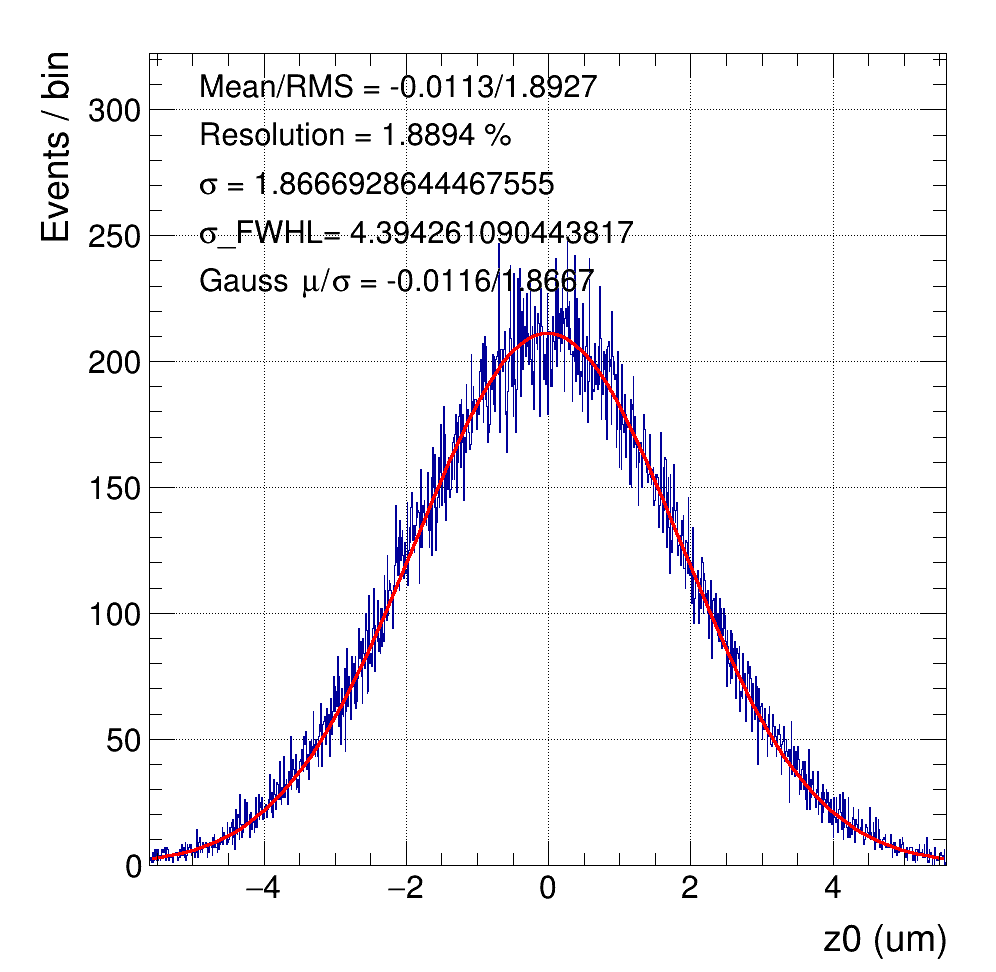 Events / bin
Mean/RMS = -0.0113/1.8927
Resolution = 1.8894 %
σ = 1.8666928644467555
σ_FWHL= 4.394261090443817
Gauss μ/σ = -0.0116/1.8667
300
250
200
150
100
50
0
−4 −2 0 2 4
z0 (um)